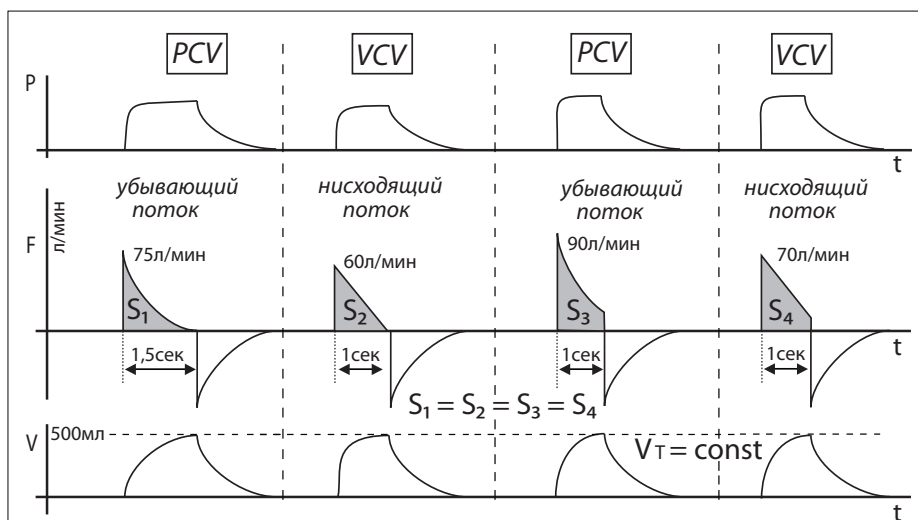 PCV VCV PCV VCV
P
t
убывающий поток
нисходящий поток
убывающий поток
нисходящий поток
F
л/мин
75л/мин 60л/мин 90л/мин 70л/мин
S₁ S₂ S₃ S₄
t
1,5сек 1сек 1сек 1сек
S₁ = S₂ = S₃ = S₄
V
500мл
VT = const
t